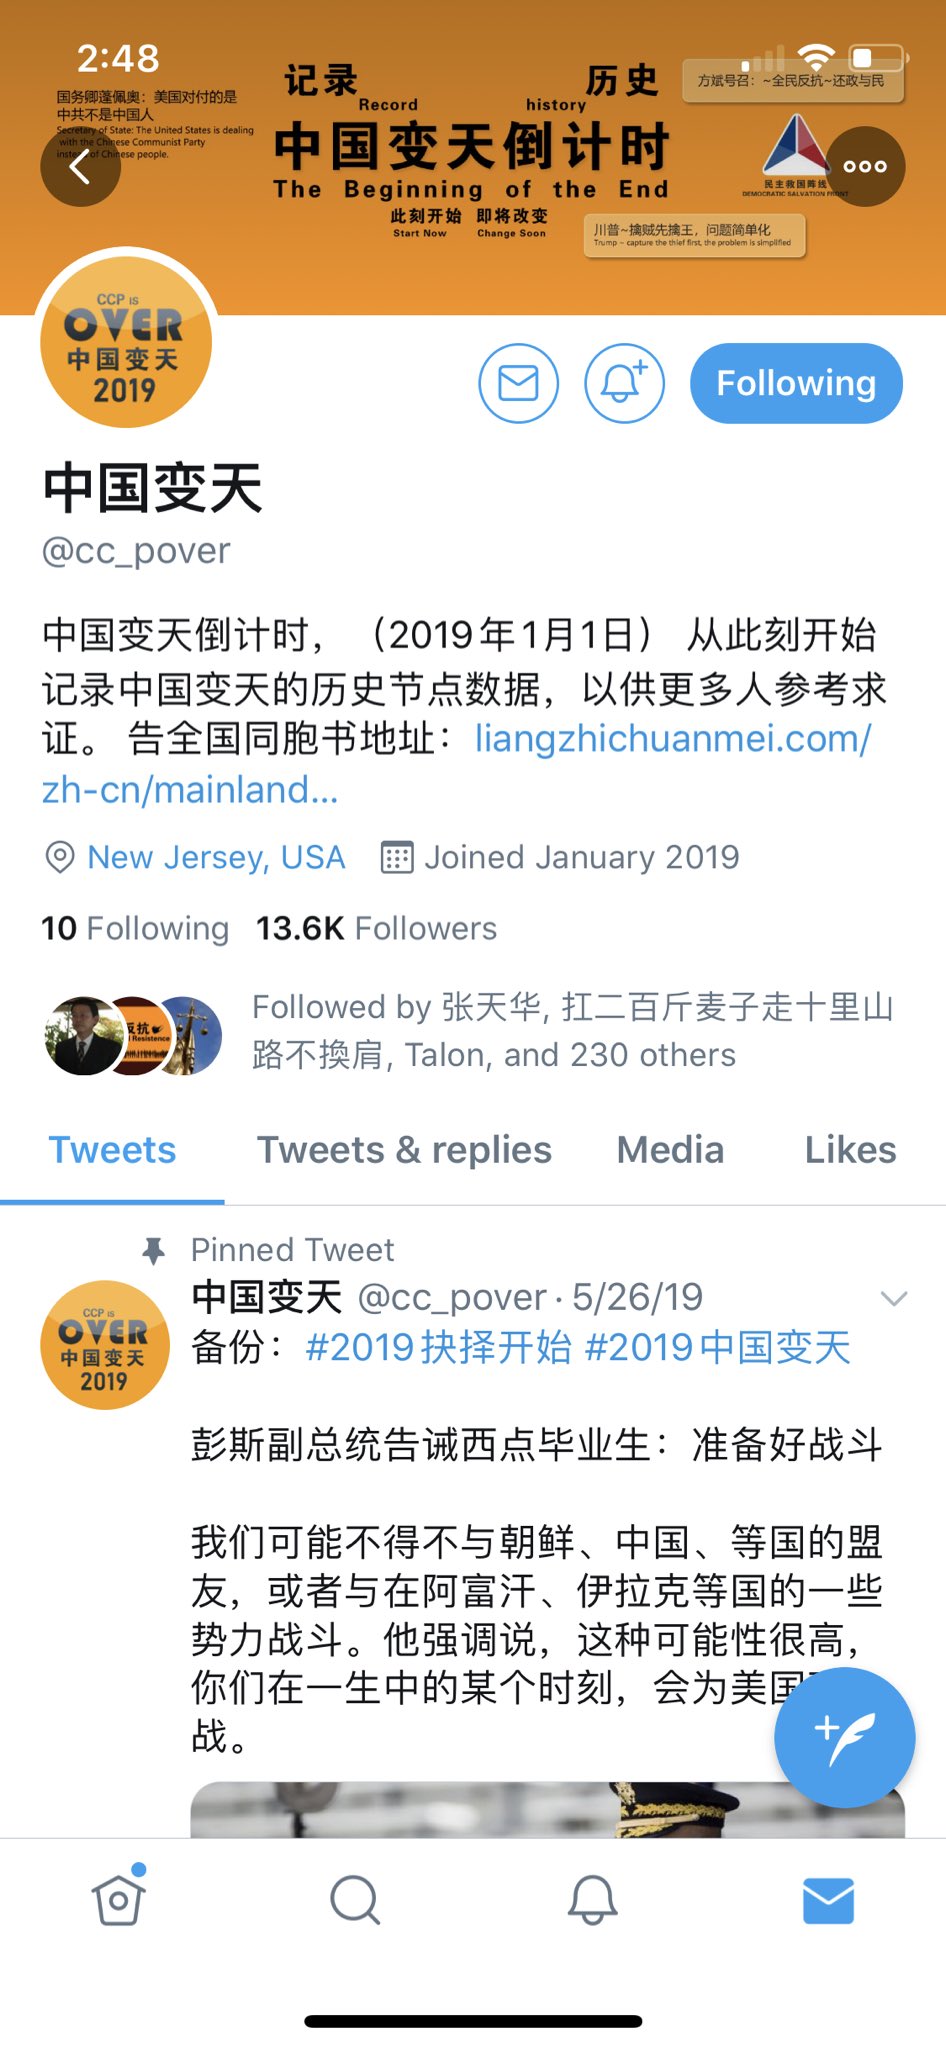 2:48
国务卿蓬佩奥：美国对付的是
中共不是中国人
Secretary of State: The United States is dealing
with the Chinese Communist Party
instead of Chinese people.
记录 历史
Record history
中国变天倒计时
The Beginning of the End
此刻开始 即将改变
Start Now Change Soon
方斌号召：~全民反抗~还政与民
民主救国阵线
DEMOCRATIC SALVATION FRONT
川普~擒贼先擒王，问题简单化
Trump ~ capture the thief first, the problem is simplified
CCP is
OVER
中国变天
2019
Following
中国变天
@cc_pover
中国变天倒计时，（2019年1月1日） 从此刻开始
记录中国变天的历史节点数据，以供更多人参考求
证。 告全国同胞书地址：liangzhichuanmei.com/
zh-cn/mainland...
New Jersey, USA Joined January 2019
10 Following 13.6K Followers
反抗
Resistence
Followed by 张天华, 扛二百斤麦子走十里山
路不換肩, Talon, and 230 others
Tweets Tweets & replies Media Likes
Pinned Tweet
中国变天 @cc_pover · 5/26/19
CCP is
OVER
中国变天
2019
备份：#2019抉择开始 #2019中国变天
彭斯副总统告诫西点毕业生：准备好战斗
我们可能不得不与朝鲜、中国、等国的盟
友，或者与在阿富汗、伊拉克等国的一些
势力战斗。他强调说，这种可能性很高，
你们在一生中的某个时刻，会为美国
战。